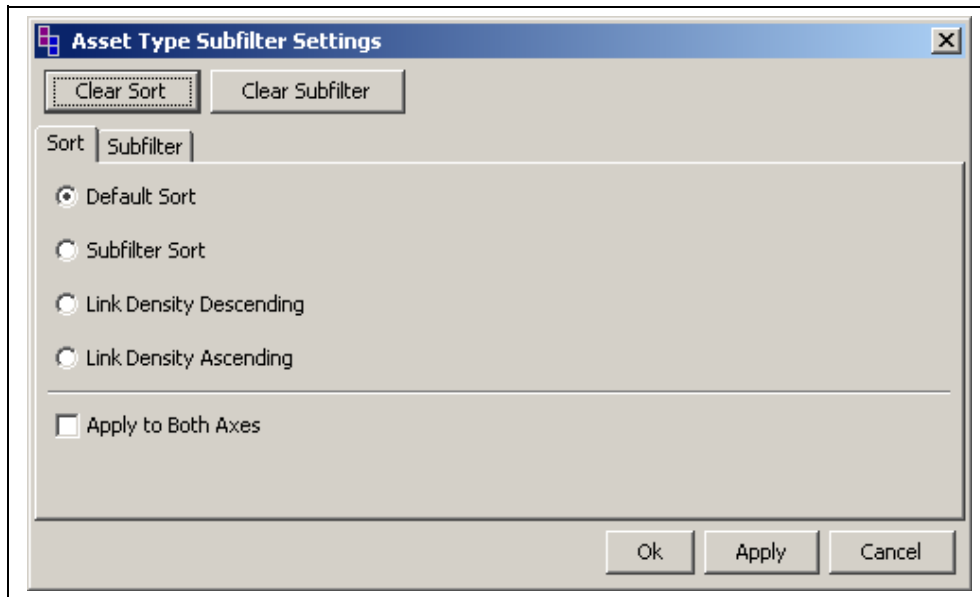 Asset Type Subfilter Settings
Clear Sort Clear Subfilter
Sort Subfilter
Default Sort
Subfilter Sort
Link Density Descending
Link Density Ascending
Apply to Both Axes
Ok Apply Cancel